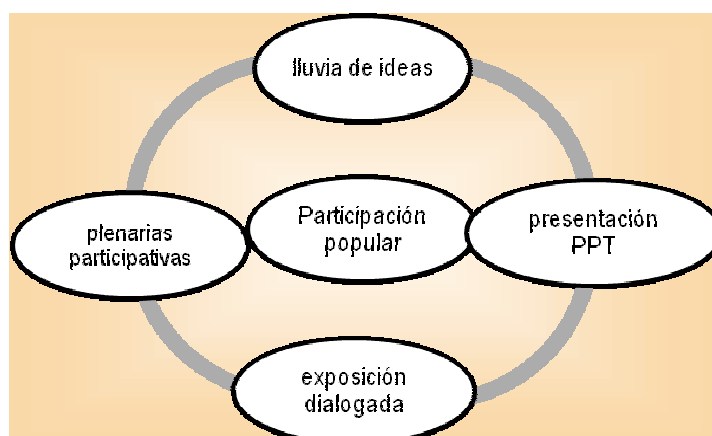 lluvia de ideas
plenarias
participativas
Participación
popular
presentación
PPT
exposición
dialogada